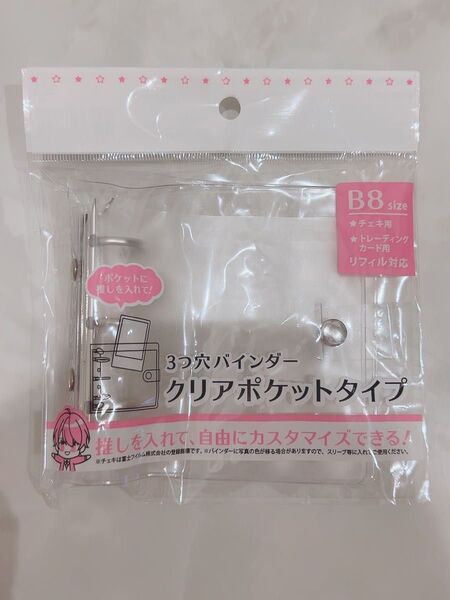 B8 size
★チェキ用
★トレーディング
カード用
リフィル対応
ポケットに
推しを入れて!
3つ穴バインダー
クリアポケットタイプ
推しを入れて、自由にカスタマイズできる!
※チェキは富士フイルム株式会社の登録商標です。※バインダーに写真の色が移る場合がありますので、スリーブ等に入れてご使用ください。